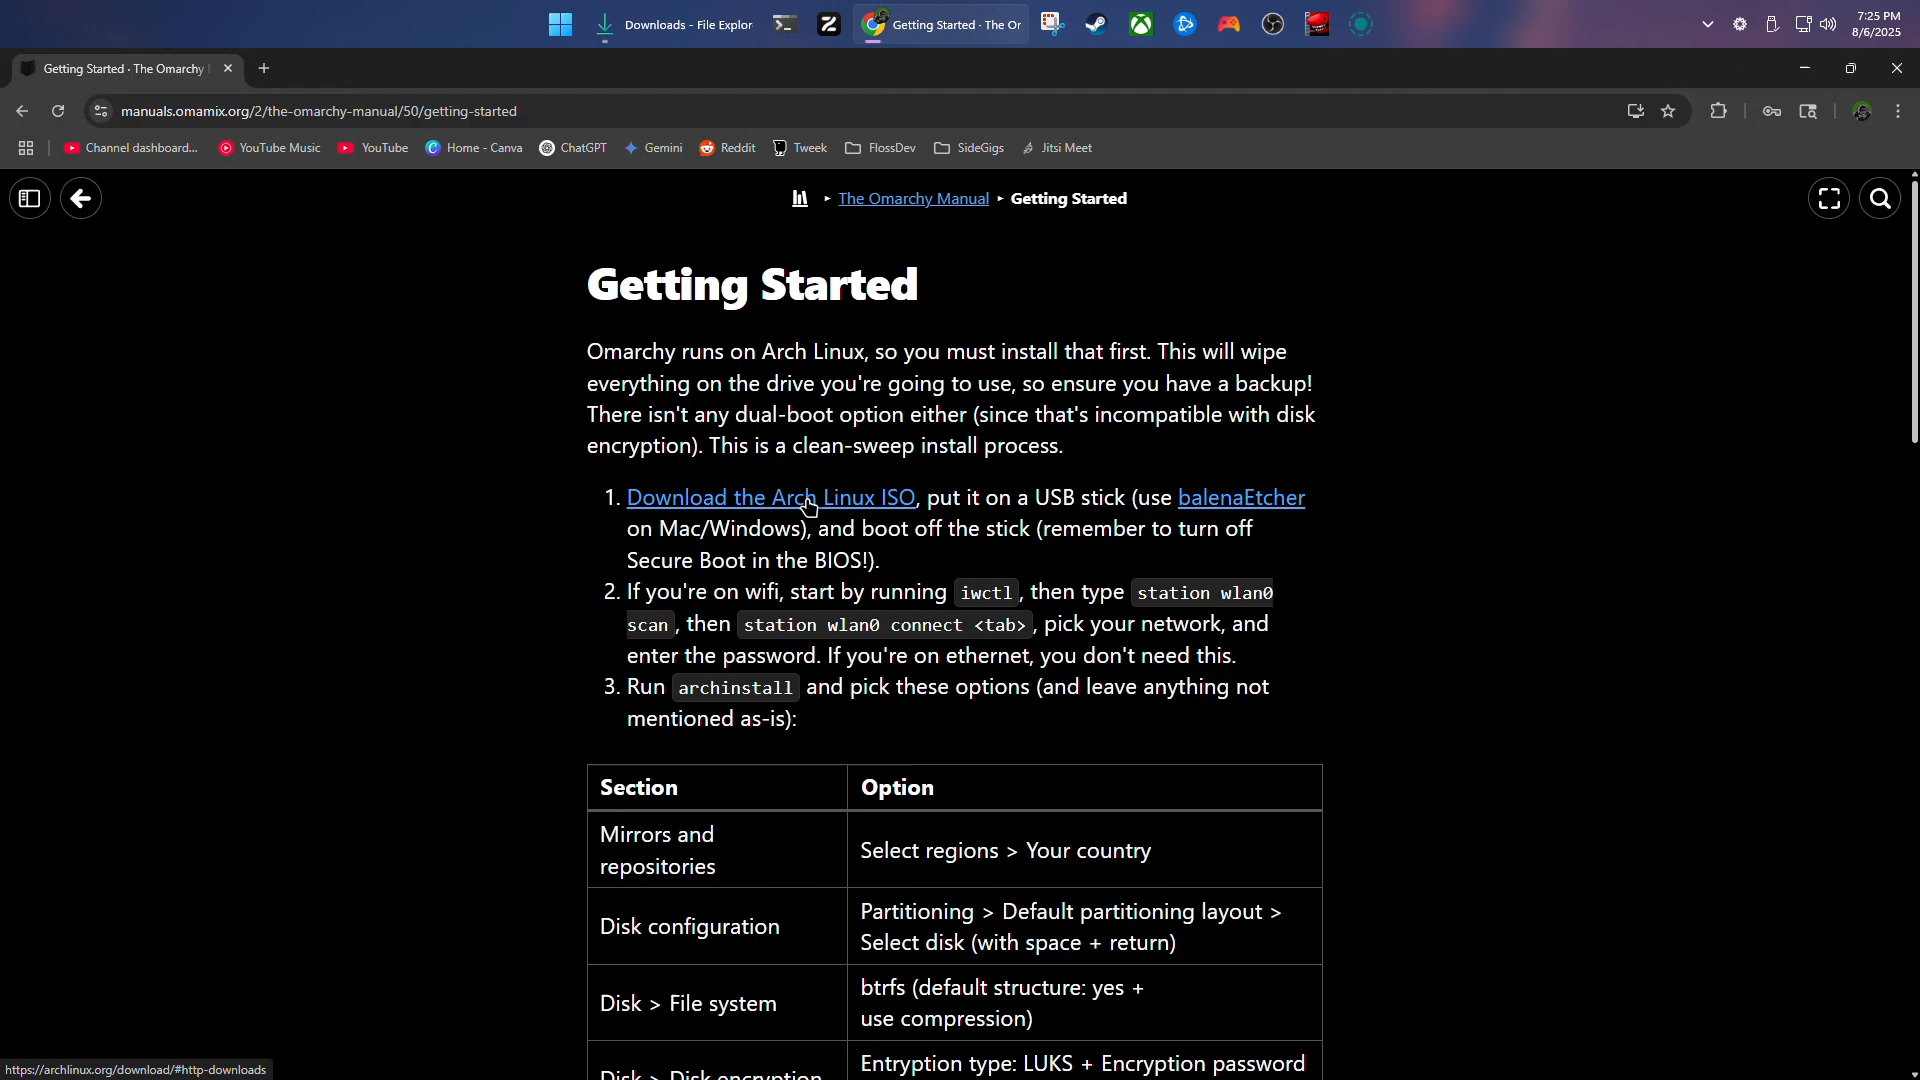 Downloads - File Explor
Getting Started · The Or
7:25 PM
8/6/2025
Getting Started · The Omarchy
manuals.omamix.org/2/the-omarchy-manual/50/getting-started
Channel dashboard...
YouTube Music
YouTube
Home - Canva
ChatGPT
Gemini
Reddit
Tweek
FlossDev
SideGigs
Jitsi Meet
The Omarchy Manual ▸ Getting Started
Getting Started
Omarchy runs on Arch Linux, so you must install that first. This will wipe
everything on the drive you're going to use, so ensure you have a backup!
There isn't any dual-boot option either (since that's incompatible with disk
encryption). This is a clean-sweep install process.
1. Download the Arch Linux ISO, put it on a USB stick (use balenaEtcher
on Mac/Windows), and boot off the stick (remember to turn off
Secure Boot in the BIOS!).
2. If you're on wifi, start by running iwctl, then type station wlan0
scan, then station wlan0 connect <tab>, pick your network, and
enter the password. If you're on ethernet, you don't need this.
3. Run archinstall and pick these options (and leave anything not
mentioned as-is):
Section Option
Mirrors and
repositories
Select regions > Your country
Disk configuration
Partitioning > Default partitioning layout >
Select disk (with space + return)
Disk > File system
btrfs (default structure: yes +
use compression)
Disk > Disk encryption
Entryption type: LUKS + Encryption password
https://archlinux.org/download/#http-downloads